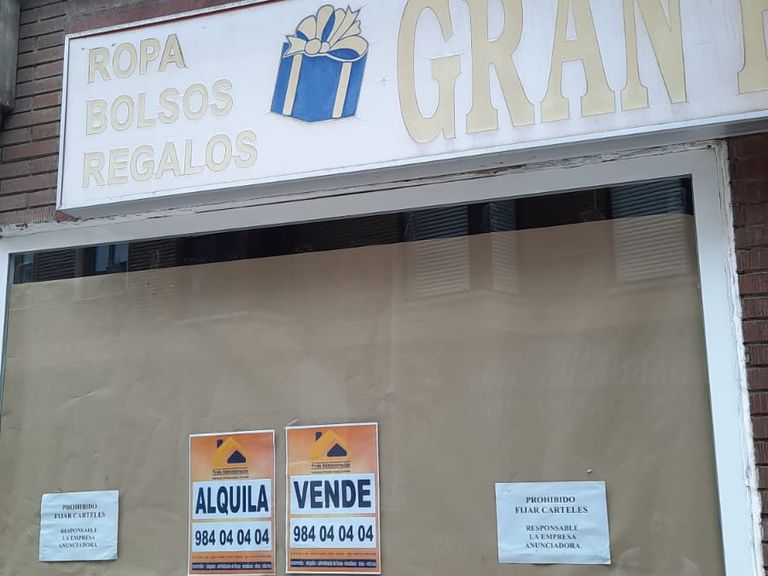 ROPA
BOLSOS
REGALOS
GRAN
PROHIBIDO
FIJAR CARTELES
RESPONSABLE
LA EMPRESA
ANUNCIADORA.
ALQUILA
984 04 04 04
VENDE
984 04 04 04
PROHIBIDO
FIJAR CARTELES
RESPONSABLE
LA EMPRESA
ANUNCIADORA.